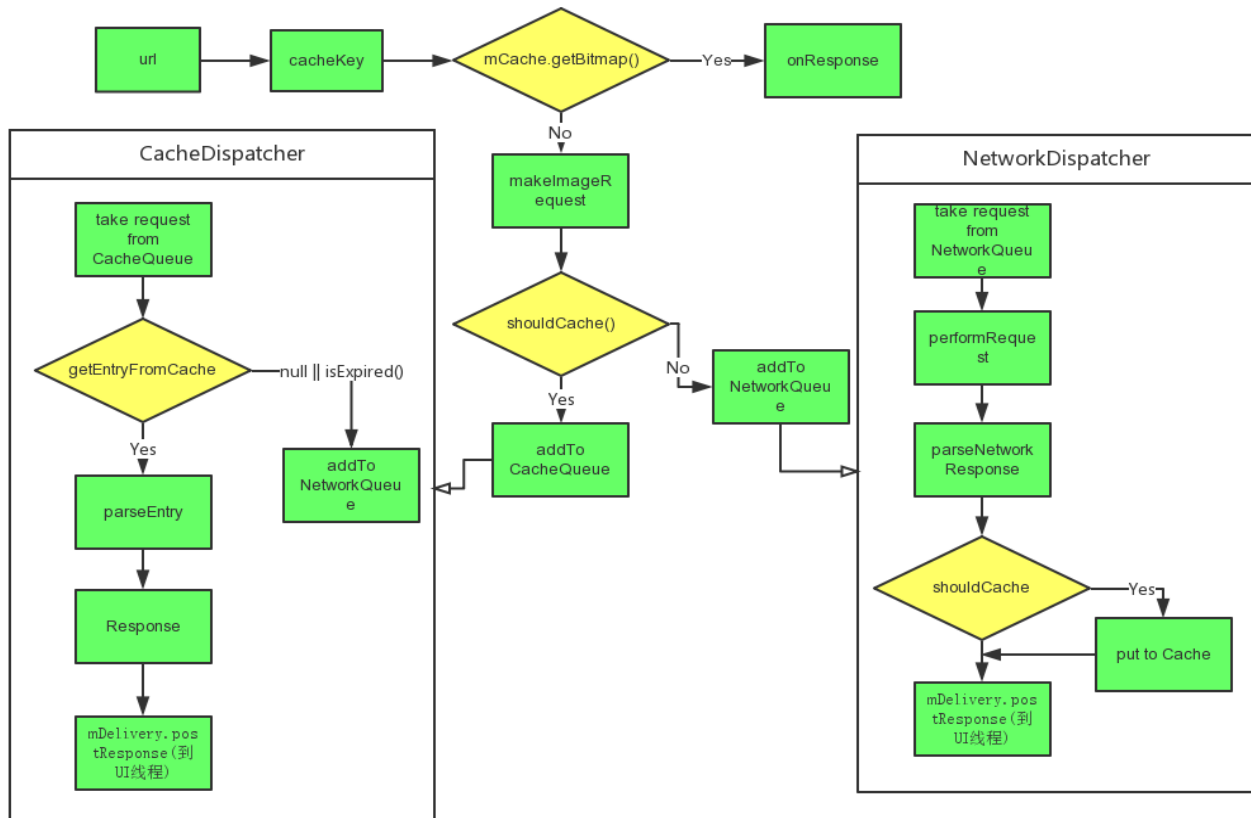 url
cacheKey
mCache.getBitmap()
Yes
onResponse
No
CacheDispatcher
take request
from
CacheQueue
getEntryFromCache
null || isExpired()
Yes
parseEntry
addTo
NetworkQueu
e
Response
mDelivery.pos
tResponse(到
UI线程)
makeImageR
equest
shouldCache()
No
Yes
addTo
NetworkQueu
e
addTo
CacheQueue
NetworkDispatcher
take request
from
NetworkQueu
e
performReque
st
parseNetwork
Response
shouldCache
Yes
put to Cache
mDelivery.pos
tResponse(到
UI线程)